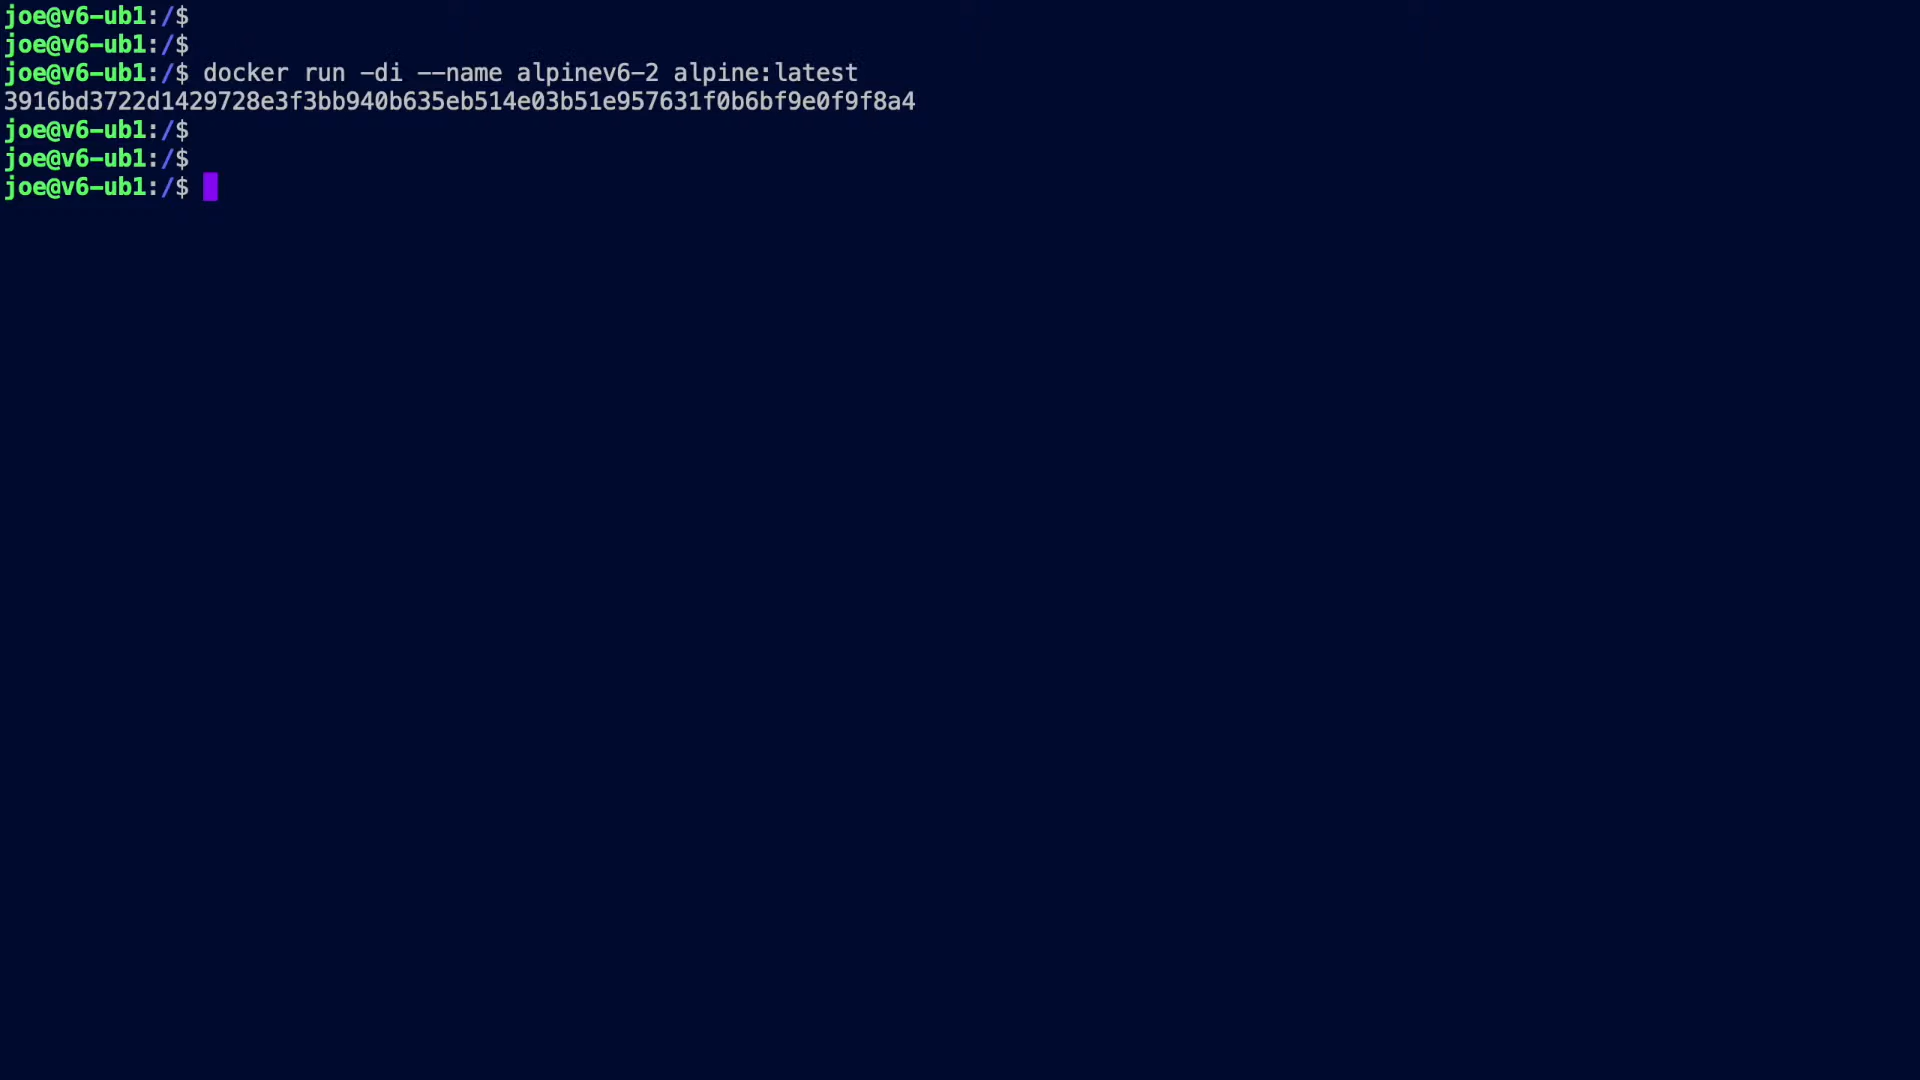 joe@v6-ub1:/$
joe@v6-ub1:/$
joe@v6-ub1:/$ docker run -di --name alpinev6-2 alpine:latest
3916bd3722d1429728e3f3bb940b635eb514e03b51e957631f0b6bf9e0f9f8a4
joe@v6-ub1:/$
joe@v6-ub1:/$
joe@v6-ub1:/$